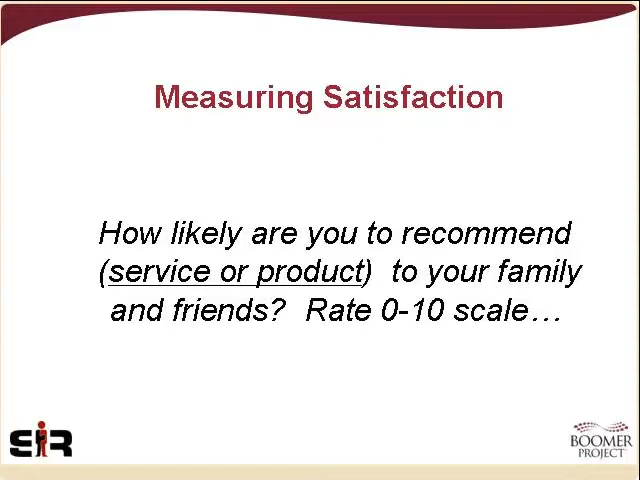 Measuring Satisfaction
How likely are you to recommend
(service or product)  to your family
and friends?  Rate 0-10 scale…
SIR
BOOMER
PROJECT